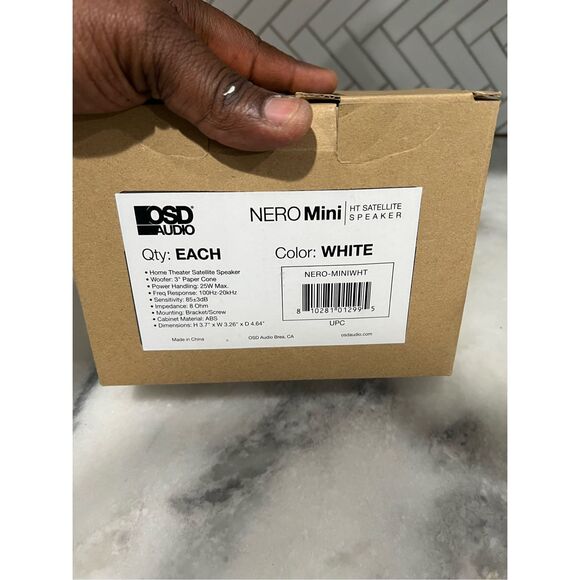 OSD®
AUDIO
NERO Mini
HT SATELLITE
SPEAKER
Qty: EACH
Color: WHITE
• Home Theater Satellite Speaker
• Woofer: 3" Paper Cone
• Power Handling: 25W Max.
• Freq Response: 100Hz-20kHz
• Sensitivity: 85±3dB
• Impedance: 8 Ohm
• Mounting: Bracket/Screw
• Cabinet Material: ABS
• Dimensions: H 3.7" x W 3.26" x D 4.64"
NERO-MINIWHT
8 10281 01299 5
UPC
Made in China
OSD Audio Brea, CA
osdaudio.com